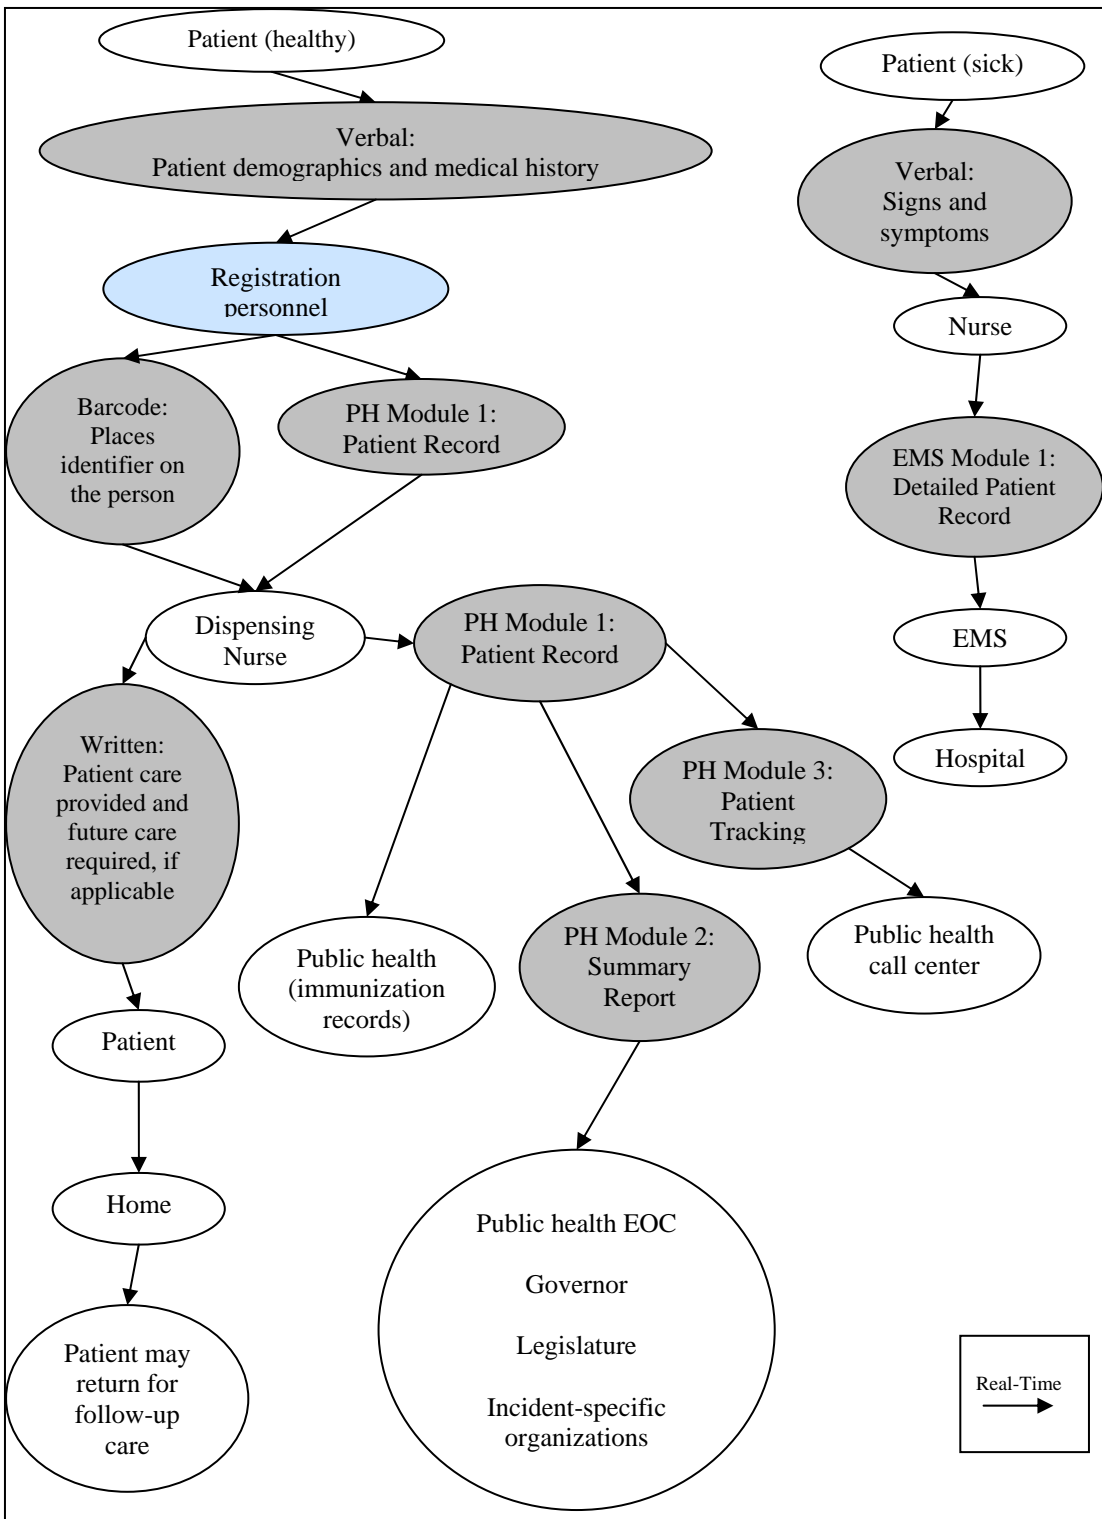 Patient (healthy)
Patient (sick)
Verbal:
Patient demographics and medical history
Verbal:
Signs and
symptoms
Registration
personnel
Nurse
Barcode:
Places
identifier on
the person
PH Module 1:
Patient Record
EMS Module 1:
Detailed Patient
Record
Dispensing
Nurse
PH Module 1:
Patient Record
EMS
Written:
Patient care
provided and
future care
required, if
applicable
PH Module 3:
Patient
Tracking
Hospital
Public health
(immunization
records)
PH Module 2:
Summary
Report
Public health
call center
Patient
Home
Public health EOC
Governor
Legislature
Incident-specific
organizations
Patient may
return for
follow-up
care
Real-Time